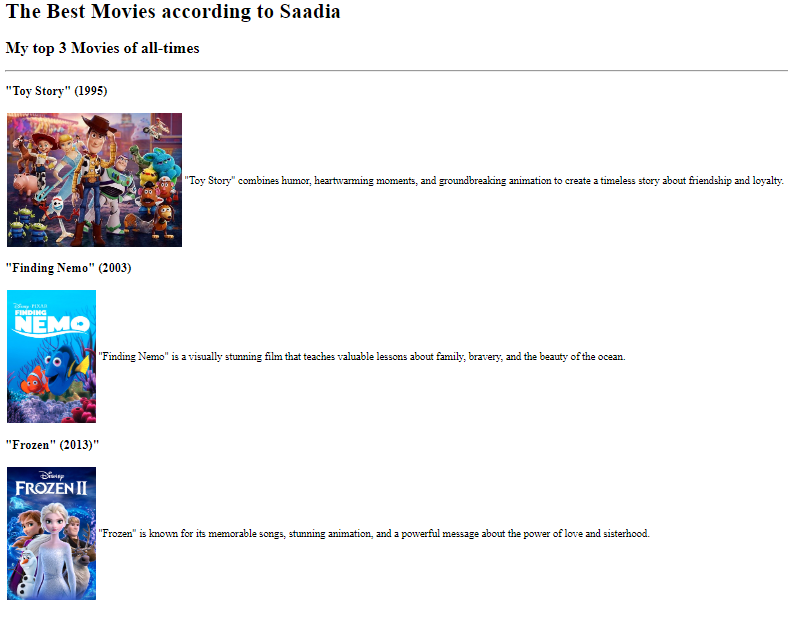 The Best Movies according to Saadia
My top 3 Movies of all-times
"Toy Story" (1995)
"Toy Story" combines humor, heartwarming moments, and groundbreaking animation to create a timeless story about friendship and loyalty.
"Finding Nemo" (2003)
Disney PIXAR
FINDING
NEMO
"Finding Nemo" is a visually stunning film that teaches valuable lessons about family, bravery, and the beauty of the ocean.
"Frozen" (2013)"
Disney
FROZEN II
"Frozen" is known for its memorable songs, stunning animation, and a powerful message about the power of love and sisterhood.